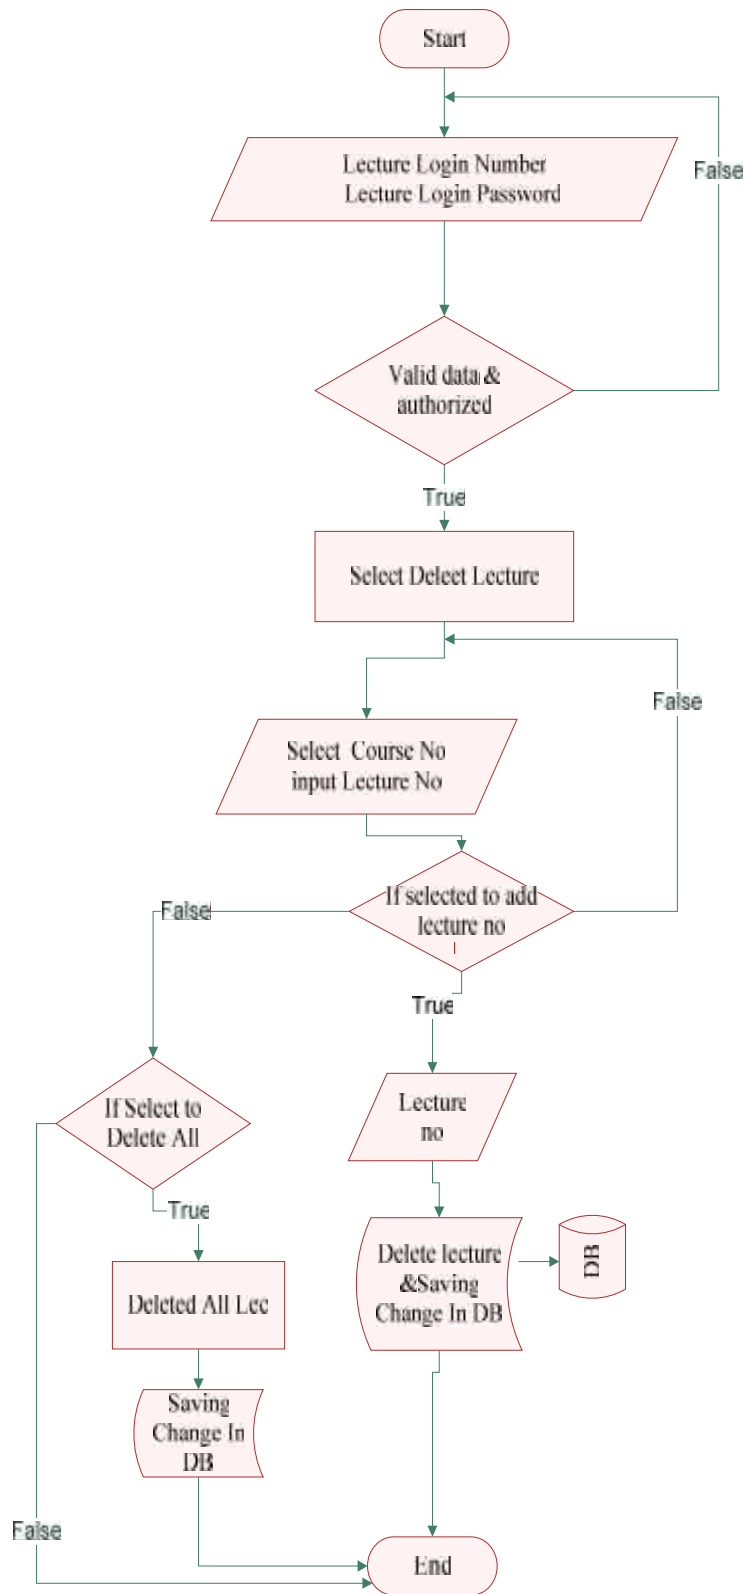 Start
False
Lecture Login Number
Lecture Login Password
Valid data &
authorized
True
Select Deleet Lecture
False
Select Course No
input Lecture No
If selected to add
lecture no
False
True
If Select to
Delete All
Lecture
no
True
Delete lecture
&Saving
Change In DB
DB
Deleted All Lec
Saving
Change In
DB
False
End